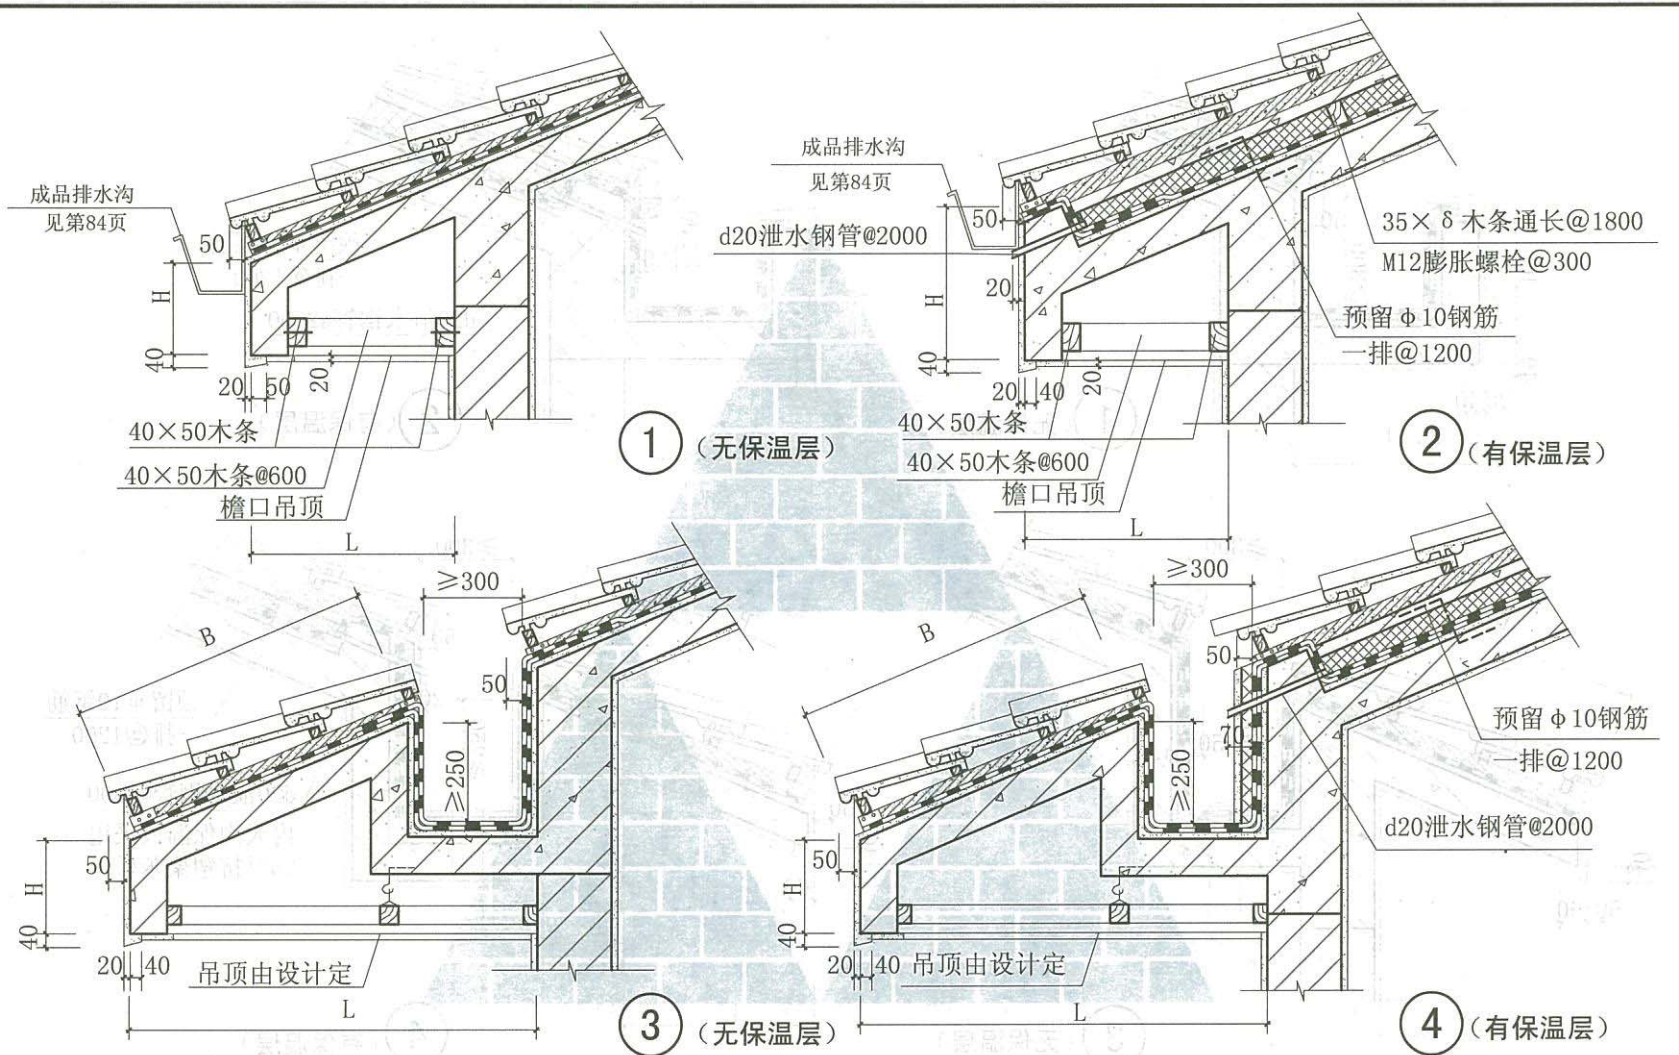 成品排水沟
见第84页
50
H
40
20
50
20
40×50木条
40×50木条@600
檐口吊顶
L
1
(无保温层)
成品排水沟
见第84页
d20泄水钢管@2000
50
20
H
40
20
40
20
40×50木条
40×50木条@600
檐口吊顶
L
35×δ木条通长@1800
M12膨胀螺栓@300
预留φ10钢筋
一排@1200
2
(有保温层)
B
≥300
50
≥250
50
H
40
20
40
吊顶由设计定
L
3
(无保温层)
B
≥300
50
70
≥250
50
H
40
20
40
吊顶由设计定
L
预留φ10钢筋
一排@1200
d20泄水钢管@2000
4
(有保温层)